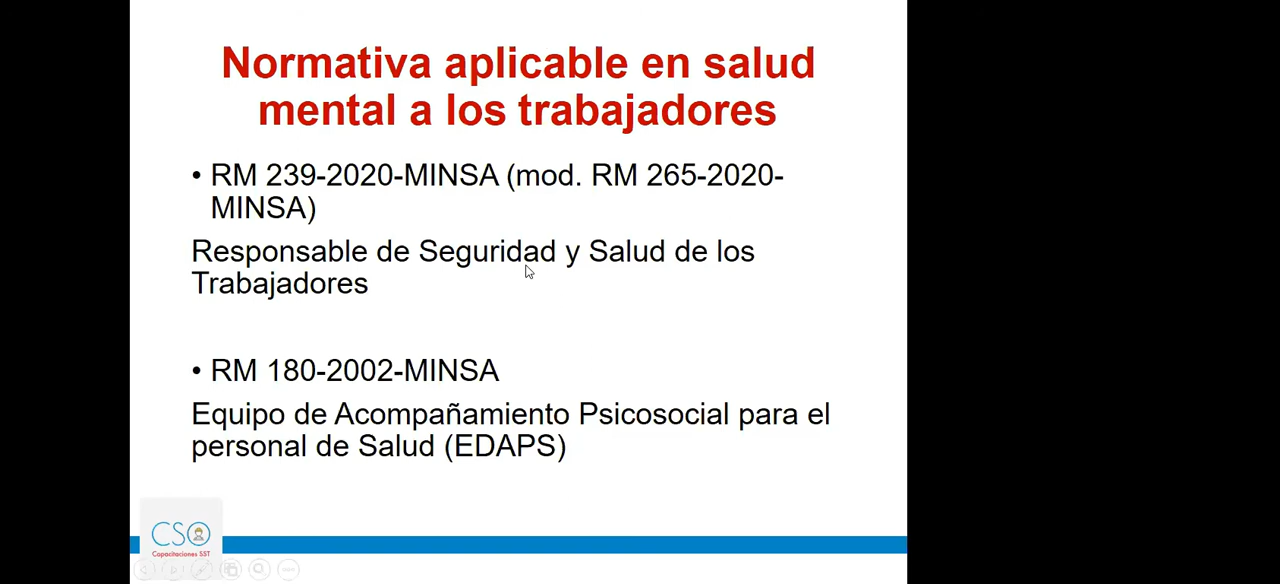 Normativa aplicable en salud
mental a los trabajadores
• RM 239-2020-MINSA (mod. RM 265-2020-
MINSA)
Responsable de Seguridad y Salud de los
Trabajadores
• RM 180-2002-MINSA
Equipo de Acompañamiento Psicosocial para el
personal de Salud (EDAPS)
CSO
Capacitaciones SST